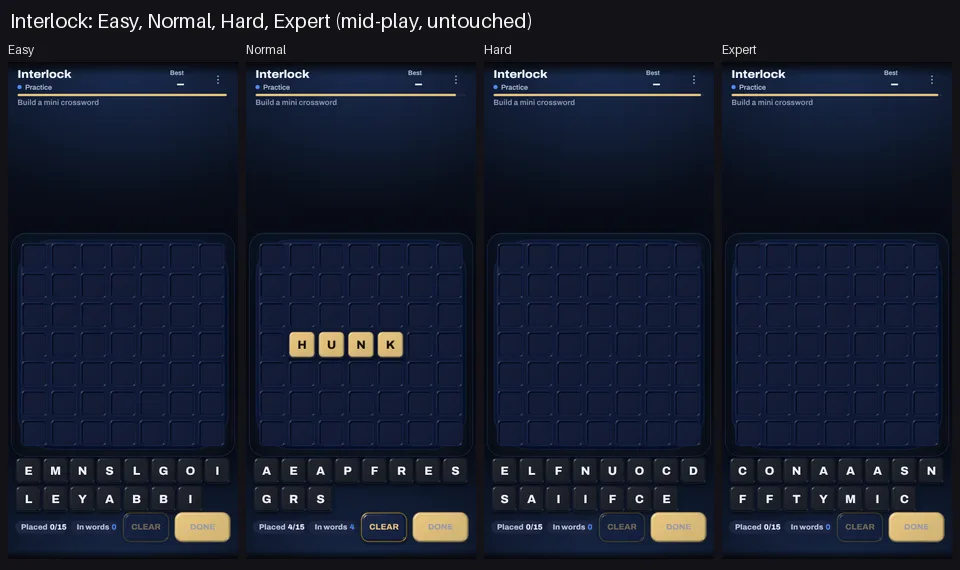 Interlock: Easy, Normal, Hard, Expert (mid-play, untouched)
Easy
Interlock
Best
Practice
–
Build a mini crossword
E M N S L G O I
L E Y A B B I
Placed 0/15 In words 0 CLEAR DONE
Normal
Interlock
Best
Practice
–
Build a mini crossword
H U N K
A E A P F R E S
G R S
Placed 4/15 In words 4 CLEAR DONE
Hard
Interlock
Best
Practice
–
Build a mini crossword
E L F N U O C D
S A I I F C E
Placed 0/15 In words 0 CLEAR DONE
Expert
Interlock
Best
Practice
–
Build a mini crossword
C O N A A A S N
F F T Y M I C
Placed 0/15 In words 0 CLEAR DONE